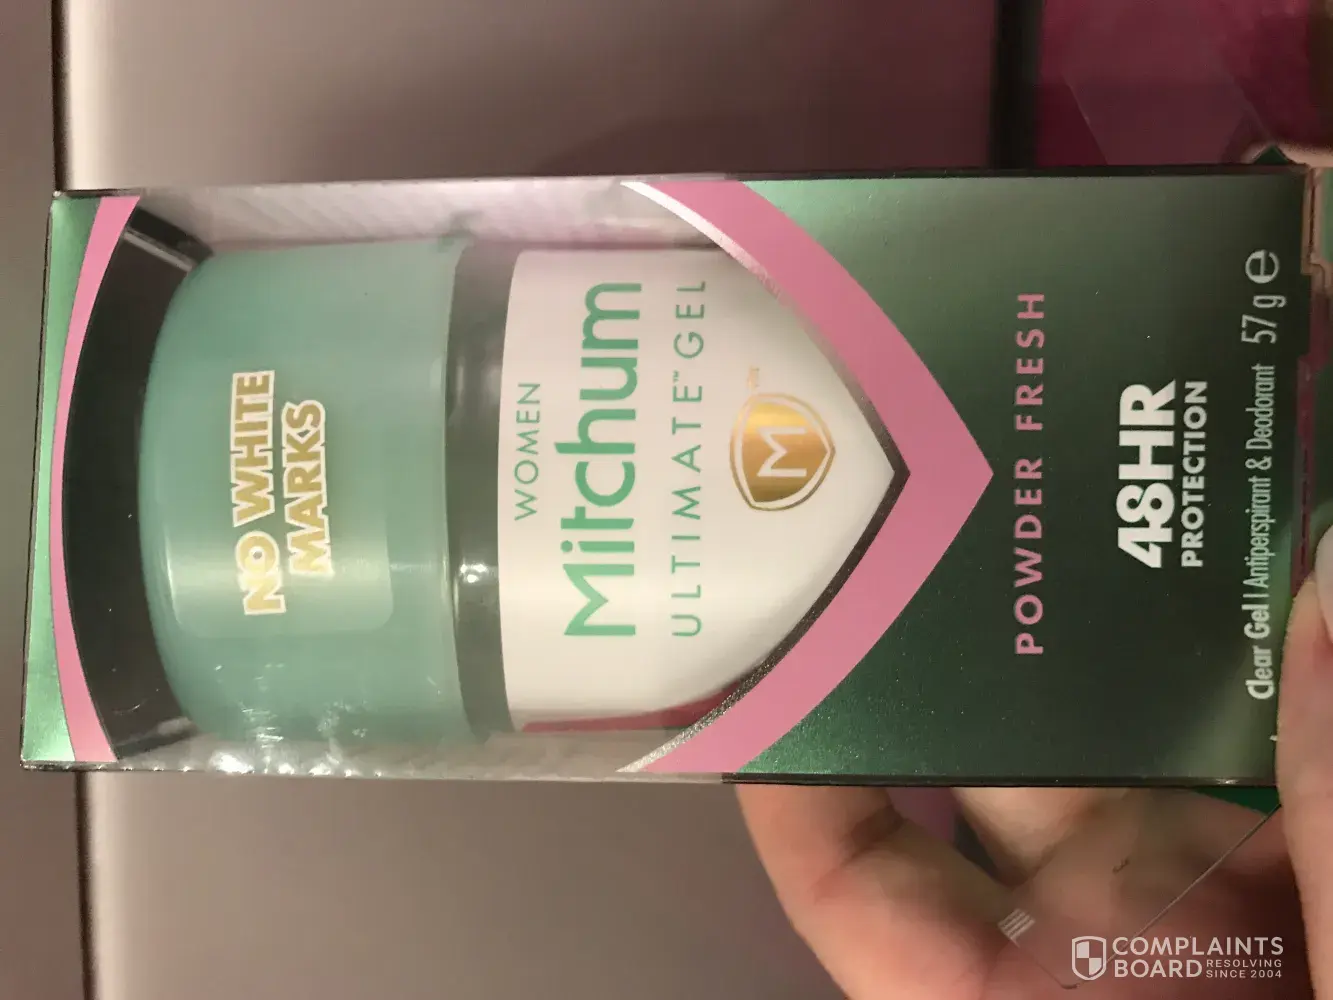 NO WHITE
MARKS
WOMEN
Mitchum
ULTIMATE™ GEL
M
POWDER FRESH
48HR
PROTECTION
Clear Gel | Antiperspirant & Deodorant 57 g ℮
COMPLAINTS
BOARD RESOLVING
SINCE 2004